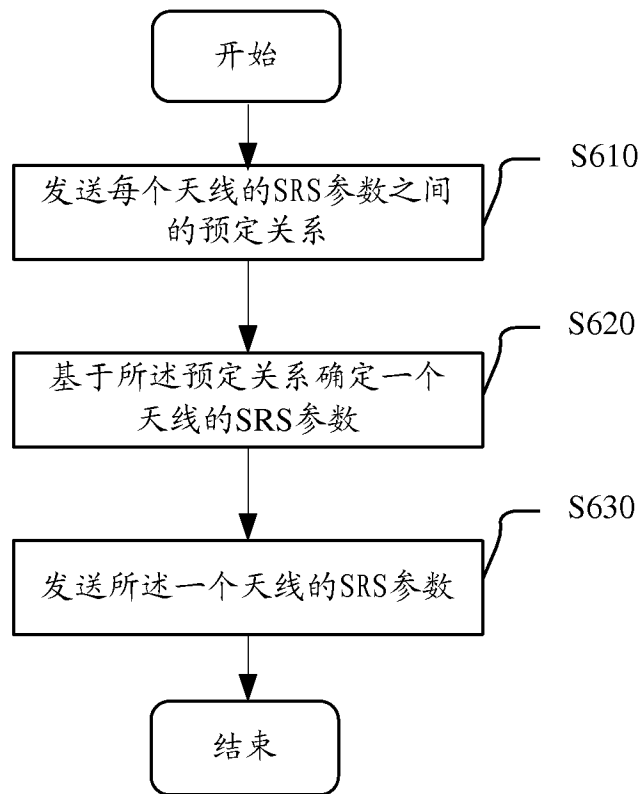 开始
S610
发送每个天线的SRS参数之间
的预定关系
S620
基于所述预定关系确定一个
天线的SRS参数
S630
发送所述一个天线的SRS参数
结束